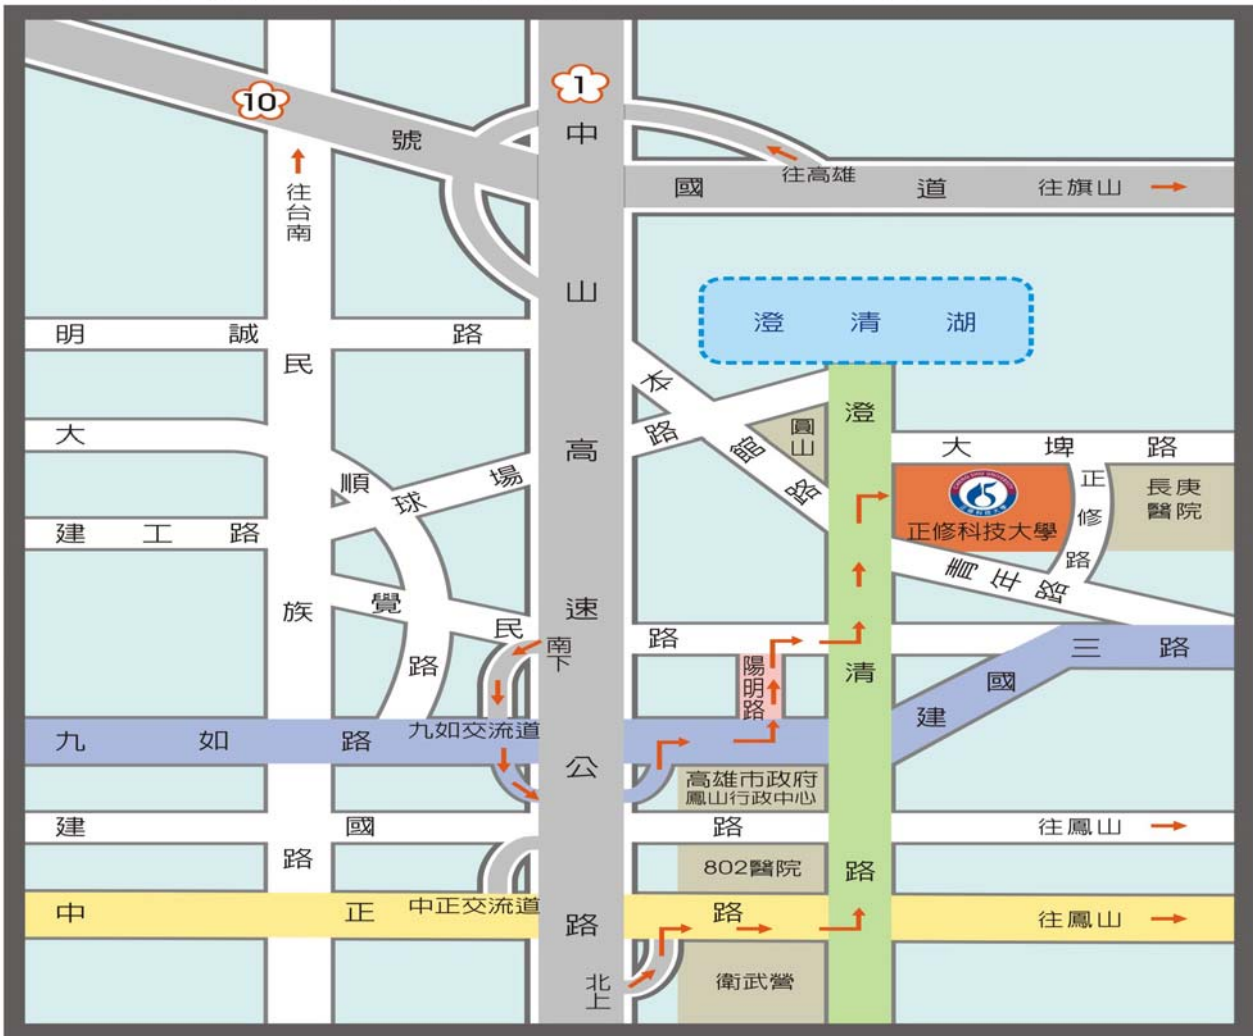 10
號
1
中山高速公路
國道
往高雄
往旗山
往台南
澄清湖
明誠路
民族路
大順路
本館路
球場路
圓山
澄清路
大埤路
正修科技大學
正修路
長庚
醫院
建工路
青年路
覺民路
南下
陽明路
建國三路
九如路
九如交流道
高雄市政府
鳳山行政中心
建國路
往鳳山
802醫院
中正路
中正交流道
往鳳山
北上
衛武營